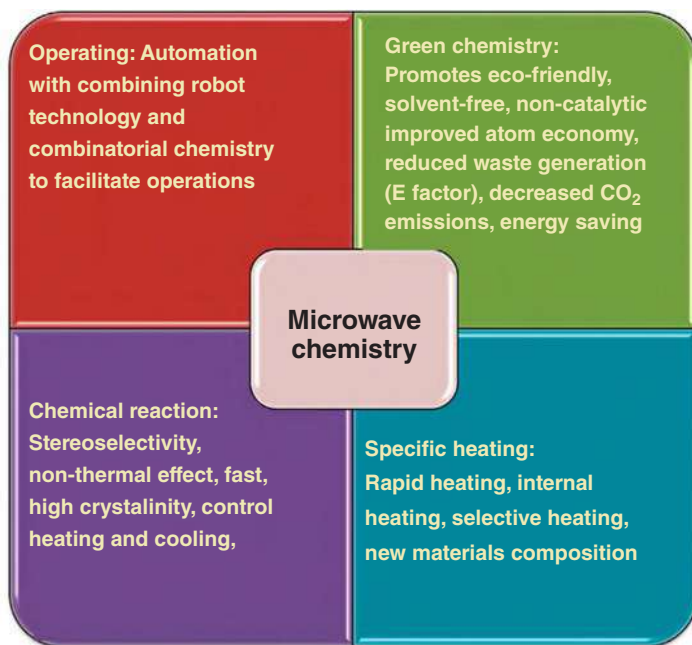 Operating: Automation
with combining robot
technology and
combinatorial chemistry
to facilitate operations
Green chemistry:
Promotes eco-friendly,
solvent-free, non-catalytic
improved atom economy,
reduced waste generation
(E factor), decreased CO₂
emissions, energy saving
Microwave
chemistry
Chemical reaction:
Stereoselectivity,
non-thermal effect, fast,
high crystalinity, control
heating and cooling,
Specific heating:
Rapid heating, internal
heating, selective heating,
new materials composition